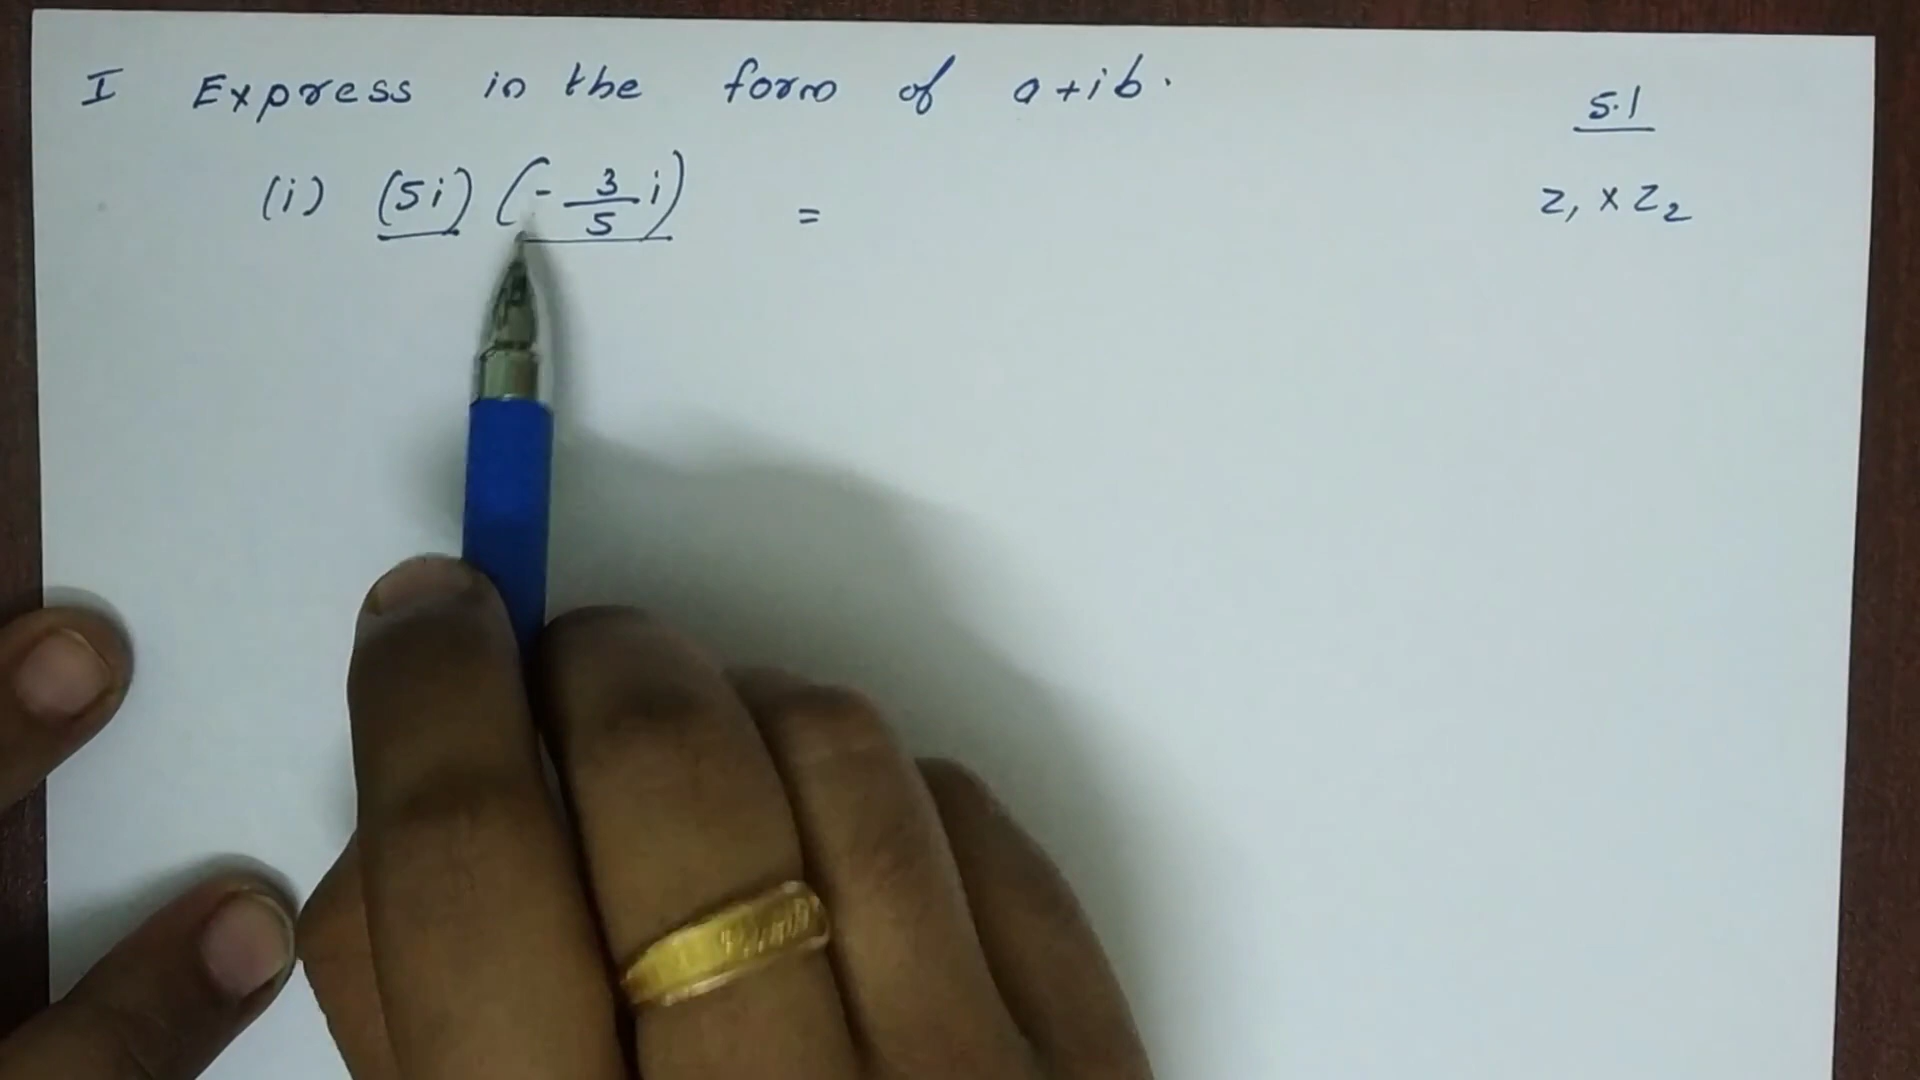 I Express in the form of a+ib.
5.1
(i) (5i) (- 3/5 i) =
z₁ × z₂